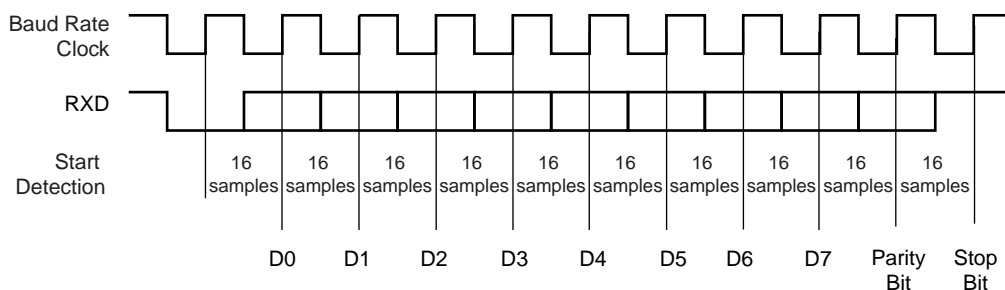 Baud Rate
Clock
RXD
Start
Detection
16
samples
16
samples
16
samples
16
samples
16
samples
16
samples
16
samples
16
samples
16
samples
16
samples
D0
D1
D2
D3
D4
D5
D6
D7
Parity
Bit
Stop
Bit